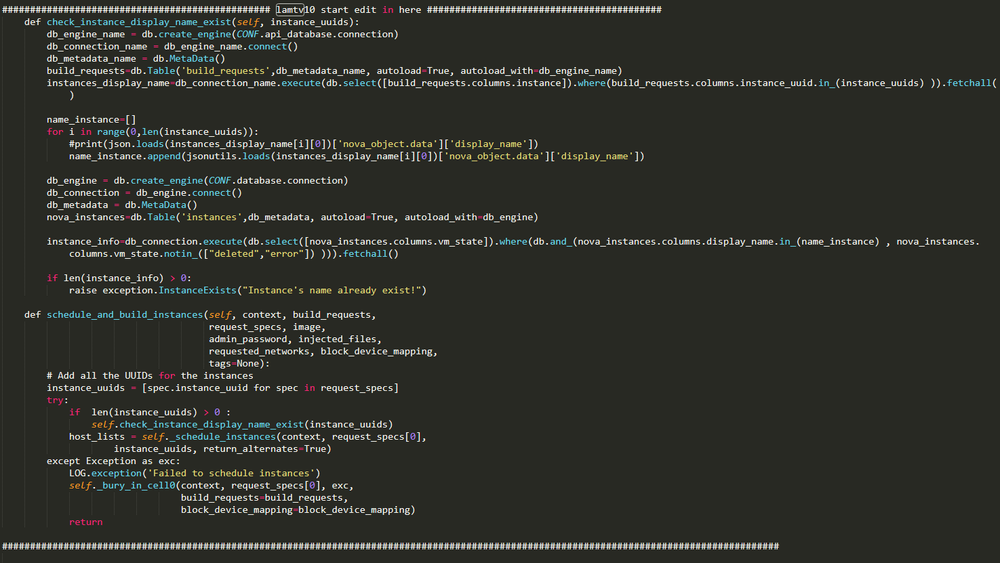 ################################################ lamtv10 start edit in here ##########################################
    def check_instance_display_name_exist(self, instance_uuids):
        db_engine_name = db.create_engine(CONF.api_database.connection)
        db_connection_name = db_engine_name.connect()
        db_metadata_name = db.MetaData()
        build_requests=db.Table('build_requests',db_metadata_name, autoload=True, autoload_with=db_engine_name)
        instances_display_name=db_connection_name.execute(db.select([build_requests.columns.instance]).where(build_requests.columns.instance_uuid.in_(instance_uuids) )).fetchall(
            )
        name_instance=[]
        for i in range(0,len(instance_uuids)):
            #print(json.loads(instances_display_name[i][0])['nova_object.data']['display_name'])
            name_instance.append(jsonutils.loads(instances_display_name[i][0])['nova_object.data']['display_name'])
        db_engine = db.create_engine(CONF.database.connection)
        db_connection = db_engine.connect()
        db_metadata = db.MetaData()
        nova_instances=db.Table('instances',db_metadata, autoload=True, autoload_with=db_engine)
        instance_info=db_connection.execute(db.select([nova_instances.columns.vm_state]).where(db.and_(nova_instances.columns.display_name.in_(name_instance) , nova_instances.
            columns.vm_state.notin_(["deleted","error"]) ))).fetchall()
        if len(instance_info) > 0:
            raise exception.InstanceExists("Instance's name already exist!")
    def schedule_and_build_instances(self, context, build_requests,
                                     request_specs, image,
                                     admin_password, injected_files,
                                     requested_networks, block_device_mapping,
                                     tags=None):
        # Add all the UUIDs for the instances
        instance_uuids = [spec.instance_uuid for spec in request_specs]
        try:
            if  len(instance_uuids) > 0 :
                self.check_instance_display_name_exist(instance_uuids)
            host_lists = self._schedule_instances(context, request_specs[0],
                    instance_uuids, return_alternates=True)
        except Exception as exc:
            LOG.exception('Failed to schedule instances')
            self._bury_in_cell0(context, request_specs[0], exc,
                                build_requests=build_requests,
                                block_device_mapping=block_device_mapping)
            return
###########################################################################################################################################